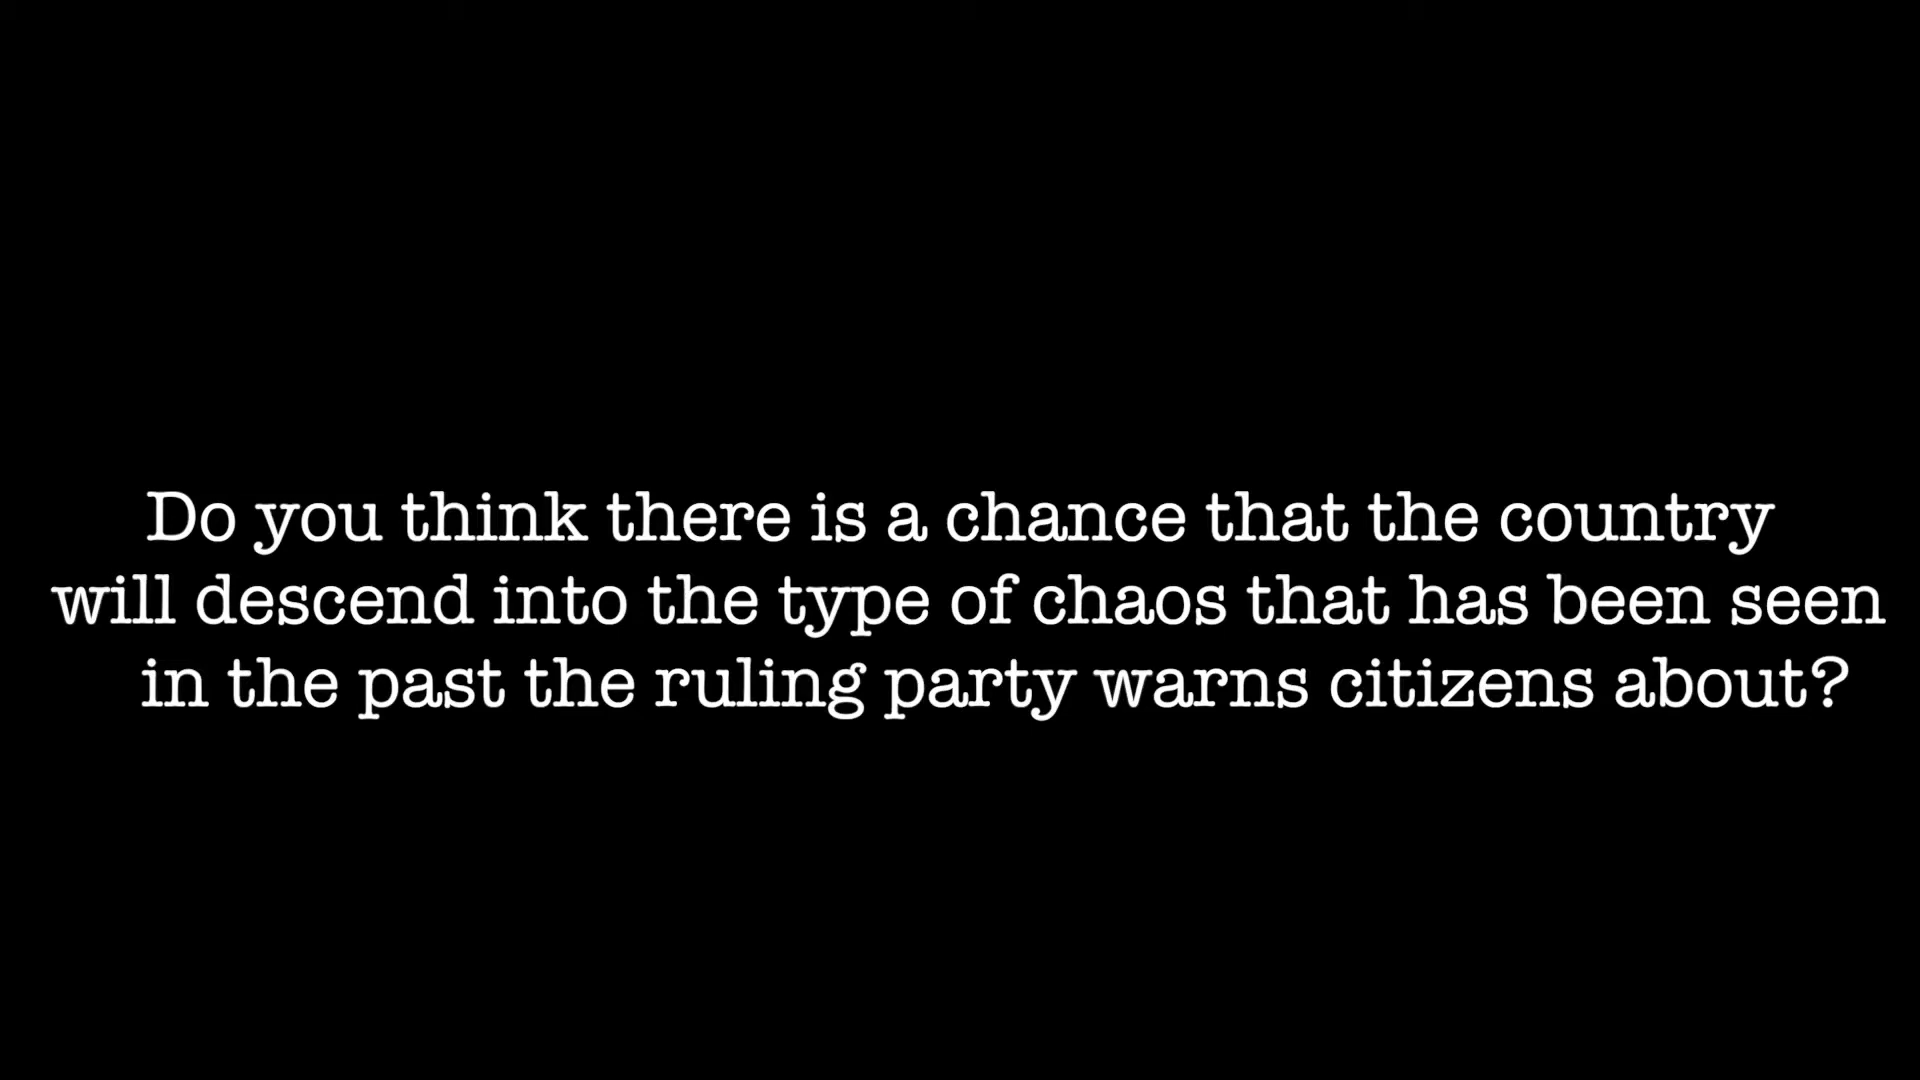 Do you think there is a chance that the country
will descend into the type of chaos that has been seen
in the past the ruling party warns citizens about?